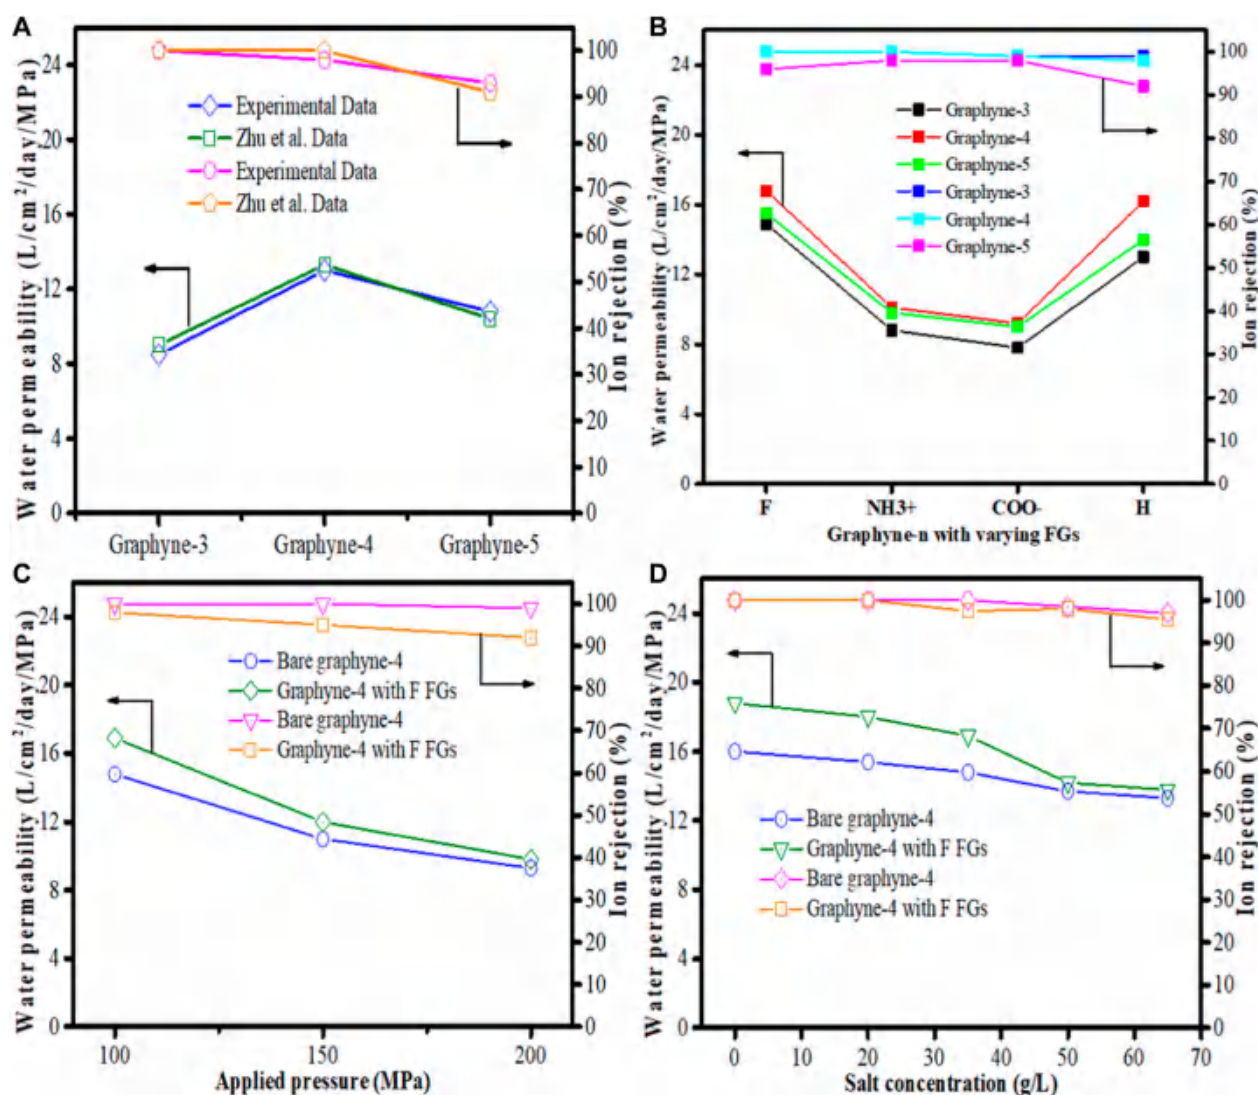 A
Water permeability (L/cm²/day/MPa)
24
20
16
12
8
4
0
Experimental Data
Zhu et al. Data
Experimental Data
Zhu et al. Data
100
90
80
70
60
50
40
30
20
10
0
Ion rejection (%)
Graphyne-3 Graphyne-4 Graphyne-5
B
Water permeability (L/cm²/day/MPa)
24
20
16
12
8
4
0
Graphyne-3
Graphyne-4
Graphyne-5
Graphyne-3
Graphyne-4
Graphyne-5
100
90
80
70
60
50
40
30
20
10
0
Ion rejection (%)
F NH3+ COO- H
Graphyne-n with varying FGs
C
Water permeability (L/cm²/day/MPa)
24
20
16
12
8
4
0
Bare graphyne-4
Graphyne-4 with F FGs
Bare graphyne-4
Graphyne-4 with F FGs
100
90
80
70
60
50
40
30
20
10
0
Ion rejection (%)
100 150 200
Applied pressure (MPa)
D
Water permeability (L/cm²/day/MPa)
24
20
16
12
8
4
0
Bare graphyne-4
Graphyne-4 with F FGs
Bare graphyne-4
Graphyne-4 with F FGs
100
90
80
70
60
50
40
30
20
10
0
Ion rejection (%)
0 10 20 30 40 50 60 70
Salt concentration (g/L)